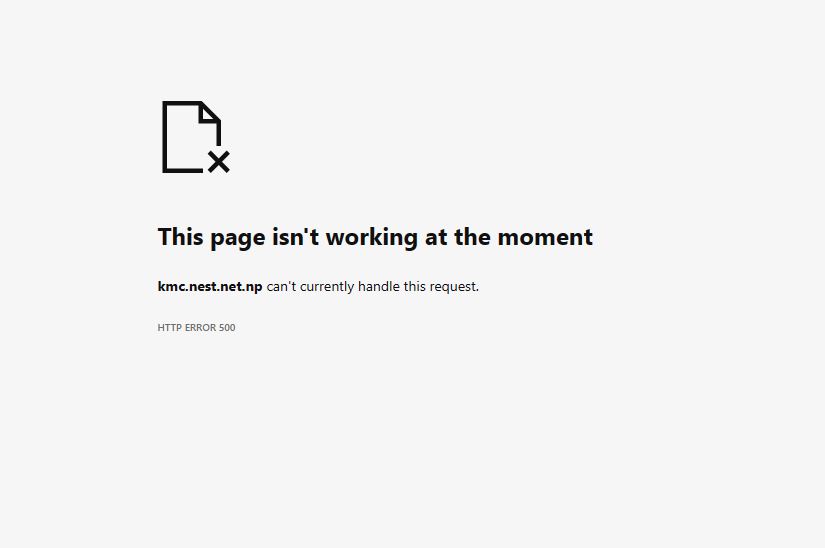 This page isn't working at the moment
kmc.nest.net.np can't currently handle this request.
HTTP ERROR 500